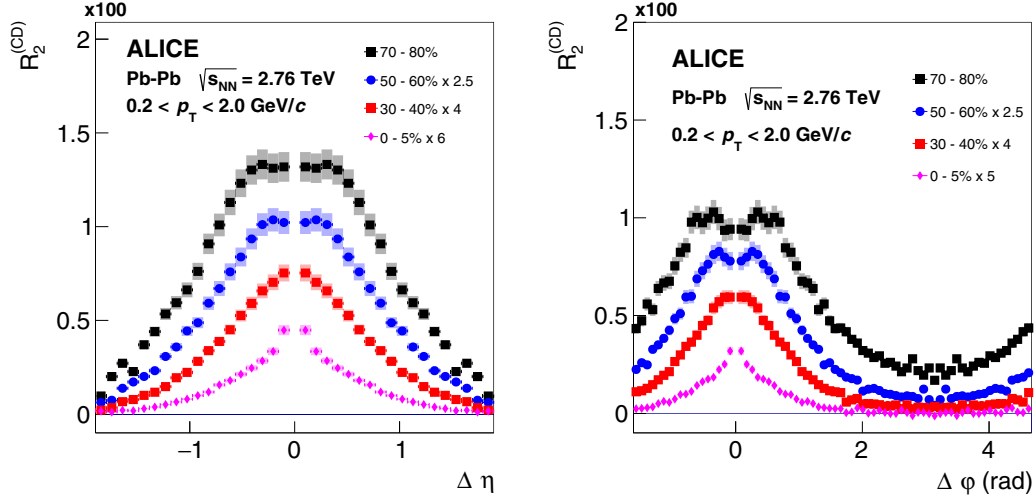 x100
R2(CD)
2
1.5
1
0.5
0
ALICE
Pb-Pb √sNN = 2.76 TeV
0.2 < pT < 2.0 GeV/c
70 - 80%
50 - 60% x 2.5
30 - 40% x 4
0 - 5% x 6
−1 0 1
Δ η
x100
R2(CD)
2
1.5
1
0.5
0
ALICE
Pb-Pb √sNN = 2.76 TeV
0.2 < pT < 2.0 GeV/c
70 - 80%
50 - 60% x 2.5
30 - 40% x 4
0 - 5% x 5
0 2 4
Δ φ (rad)